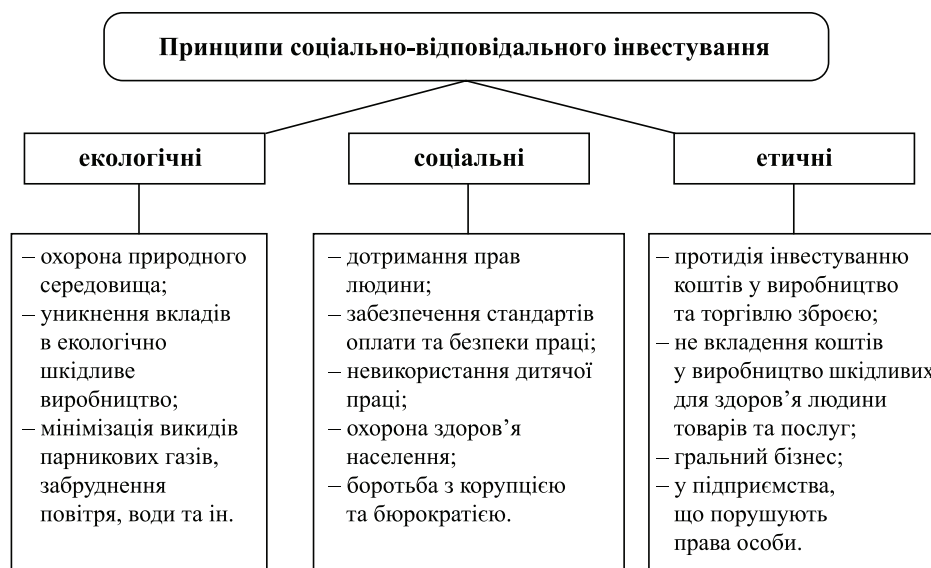 Принципи соціально-відповідального інвестування
екологічні
соціальні
етичні
– охорона природного
середовища;
– уникнення вкладів
в екологічно
шкідливе
виробництво;
– мінімізація викидів
парникових газів,
забруднення
повітря, води та ін.
– дотримання прав
людини;
– забезпечення стандартів
оплати та безпеки праці;
– невикористання дитячої
праці;
– охорона здоров’я
населення;
– боротьба з корупцією
та бюрократією.
– протидія інвестуванню
коштів у виробництво
та торгівлю зброєю;
– не вкладення коштів
у виробництво шкідливих
для здоров’я людини
товарів та послуг;
– гральний бізнес;
– у підприємства,
що порушують
права особи.